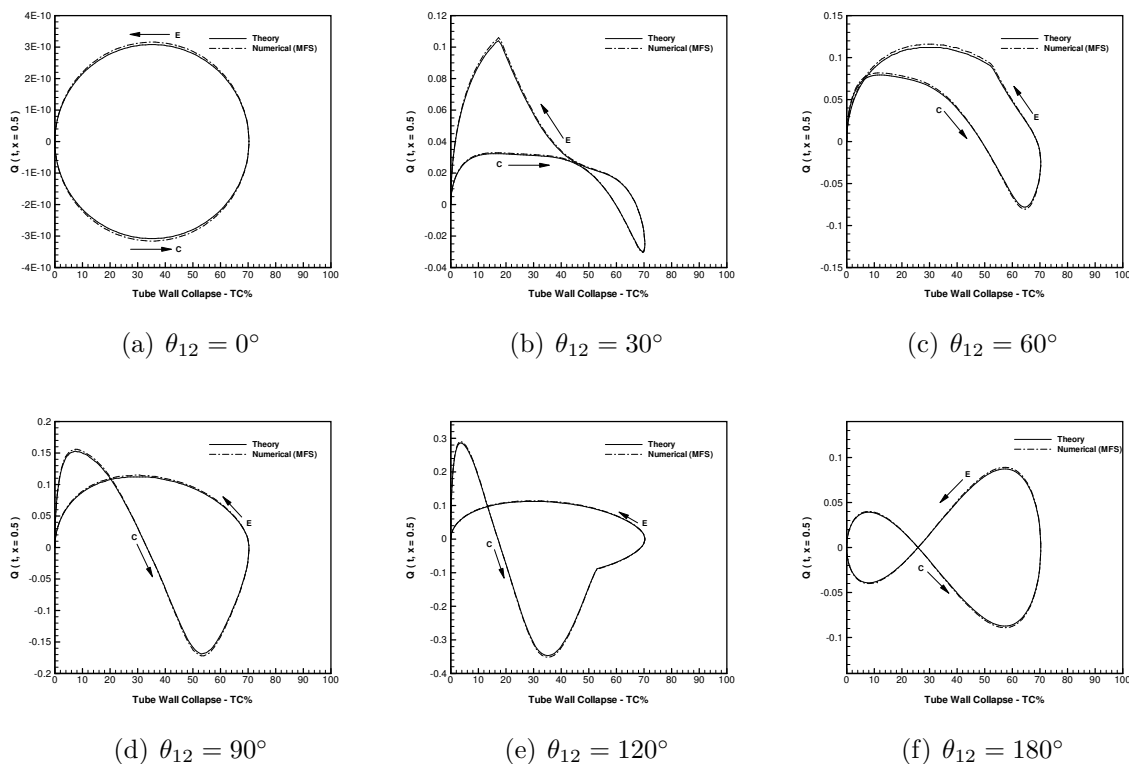 4E-10
3E-10
2E-10
1E-10
0
-1E-10
-2E-10
-3E-10
-4E-10
Q ( t, x = 0.5 )
E
C
Theory
Numerical (MFS)
0 10 20 30 40 50 60 70 80 90 100
Tube Wall Collapse - TC%
(a) θ12 = 0°
0.12
0.1
0.08
0.06
0.04
0.02
0
-0.02
-0.04
Q ( t, x = 0.5 )
E
C
Theory
Numerical (MFS)
0 10 20 30 40 50 60 70 80 90 100
Tube Wall Collapse - TC%
(b) θ12 = 30°
0.15
0.1
0.05
0
-0.05
-0.1
-0.15
Q ( t, x = 0.5 )
C
E
Theory
Numerical (MFS)
0 10 20 30 40 50 60 70 80 90 100
Tube Wall Collapse - TC%
(c) θ12 = 60°
0.2
0.15
0.1
0.05
0
-0.05
-0.1
-0.15
-0.2
Q ( t, x = 0.5 )
E
C
Theory
Numerical (MFS)
0 10 20 30 40 50 60 70 80 90 100
Tube Wall Collapse - TC%
(d) θ12 = 90°
0.3
0.2
0.1
0
-0.1
-0.2
-0.3
-0.4
Q ( t, x = 0.5 )
E
C
Theory
Numerical (MFS)
0 10 20 30 40 50 60 70 80 90 100
Tube Wall Collapse - TC%
(e) θ12 = 120°
0.1
0.05
0
-0.05
-0.1
Q ( t, x = 0.5 )
E
C
Theory
Numerical (MFS)
0 10 20 30 40 50 60 70 80 90 100
Tube Wall Collapse - TC%
(f) θ12 = 180°